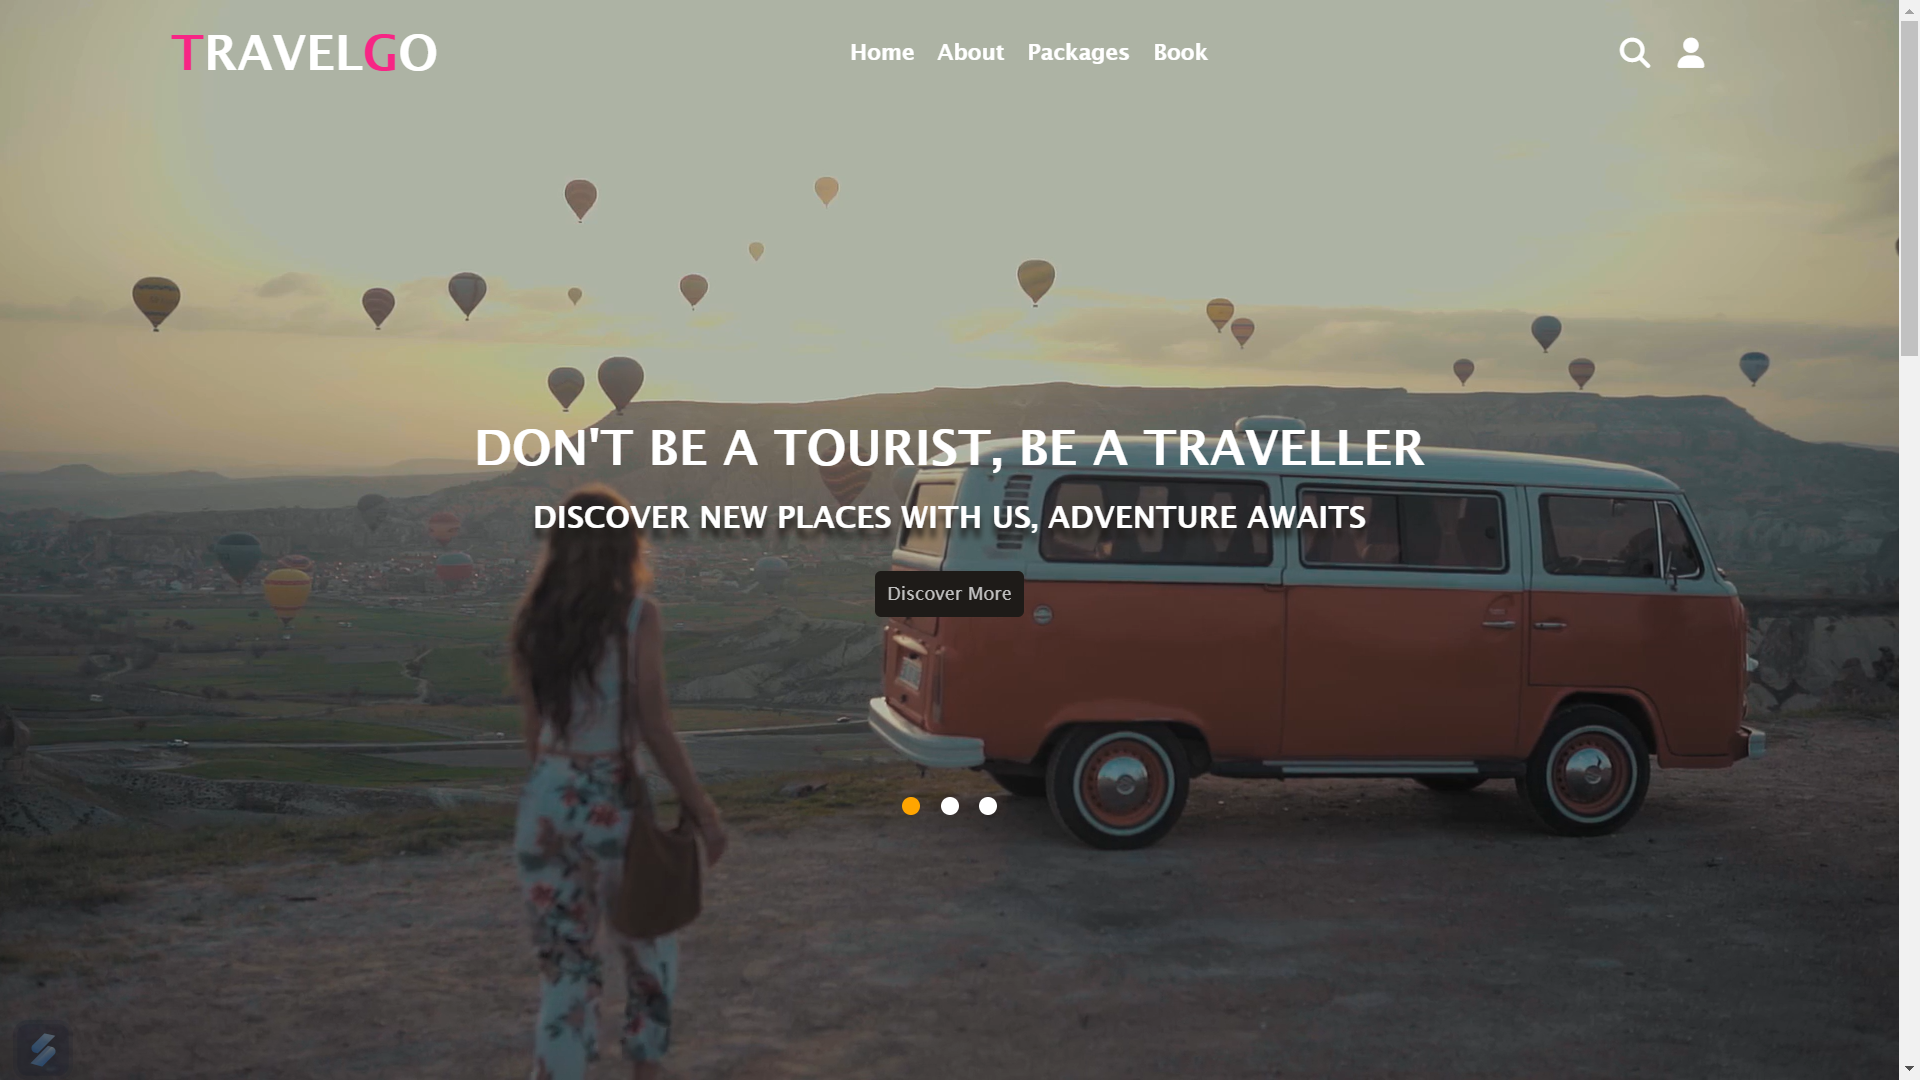 TRAVELGO
Home About Packages Book
DON'T BE A TOURIST, BE A TRAVELLER
DISCOVER NEW PLACES WITH US, ADVENTURE AWAITS
Discover More